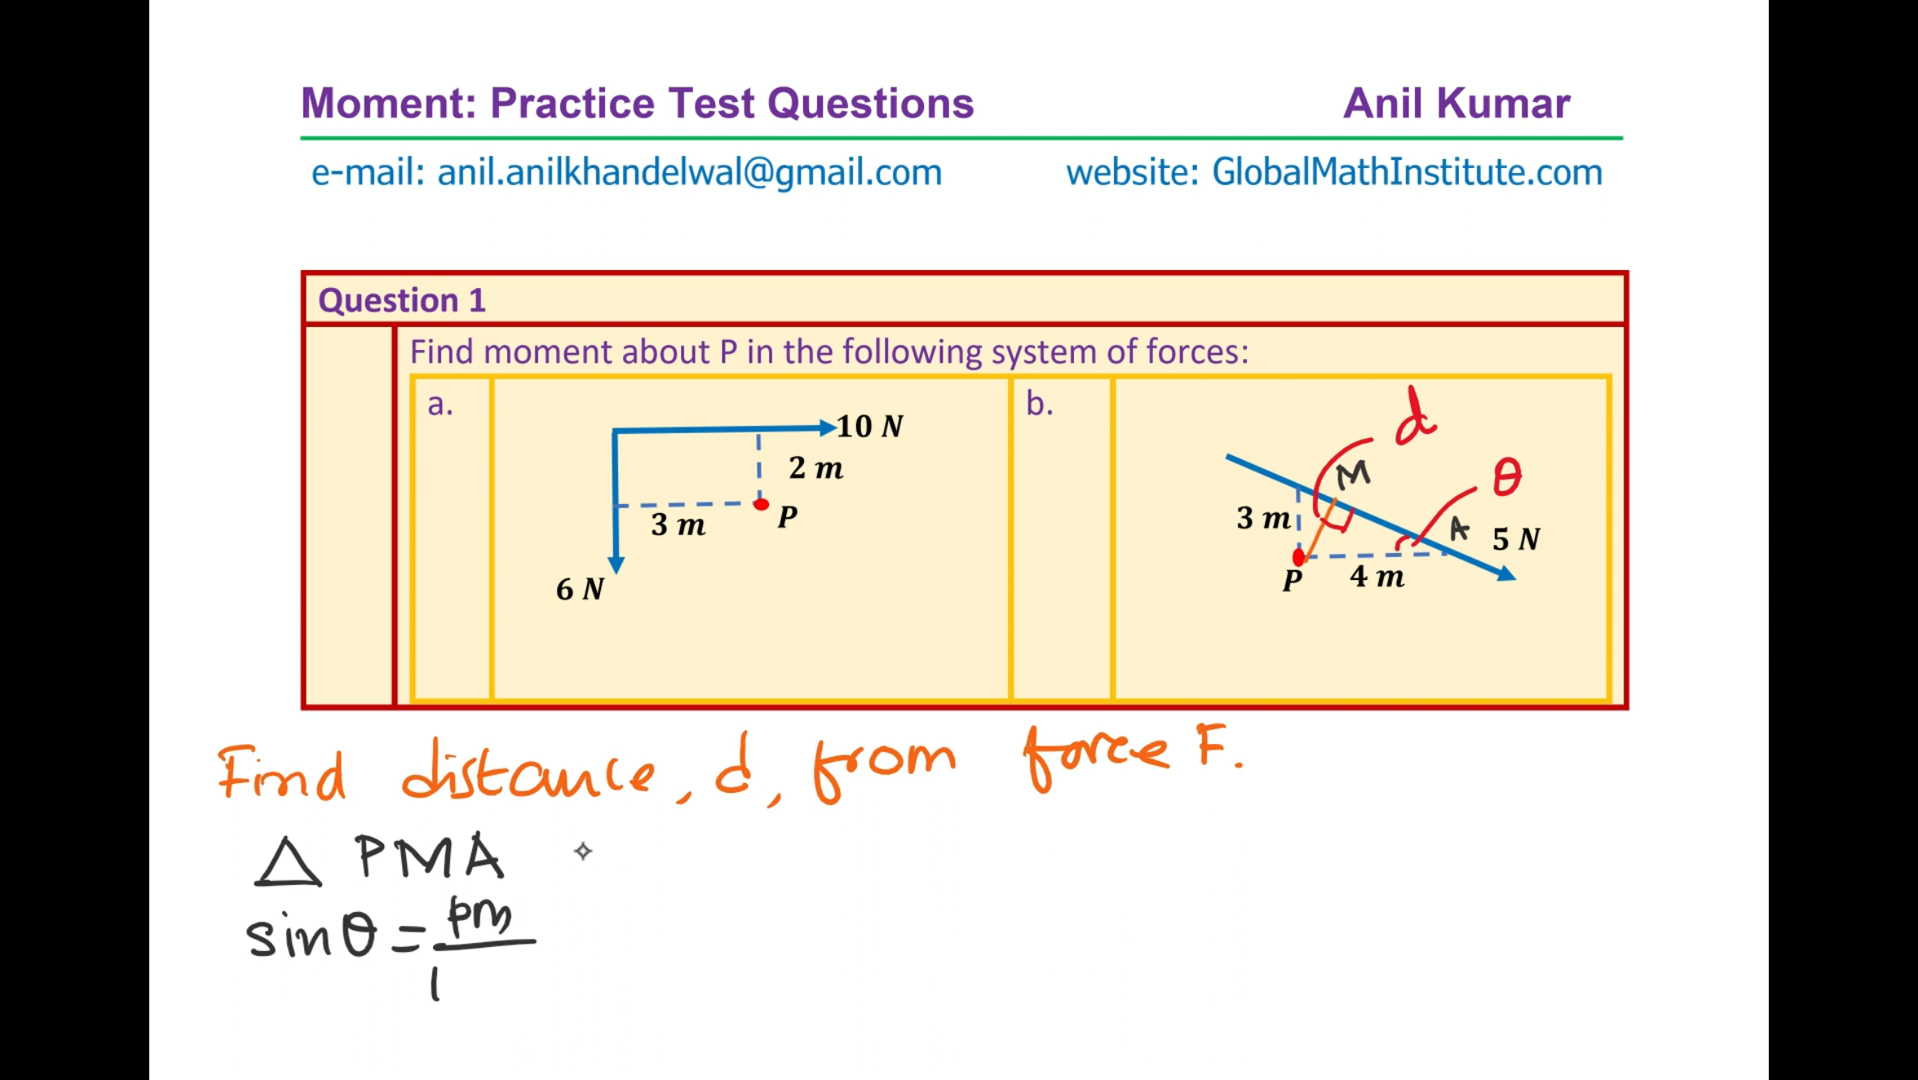 Moment: Practice Test Questions Anil Kumar
e-mail: anil.anilkhandelwal@gmail.com website: GlobalMathInstitute.com
Question 1
Find moment about P in the following system of forces:
a.
10 N
2 m
3 m
P
6 N
b.
d
M
θ
3 m
A
5 N
P
4 m
Find distance, d, from force F.
△ PMA
sinθ = PM